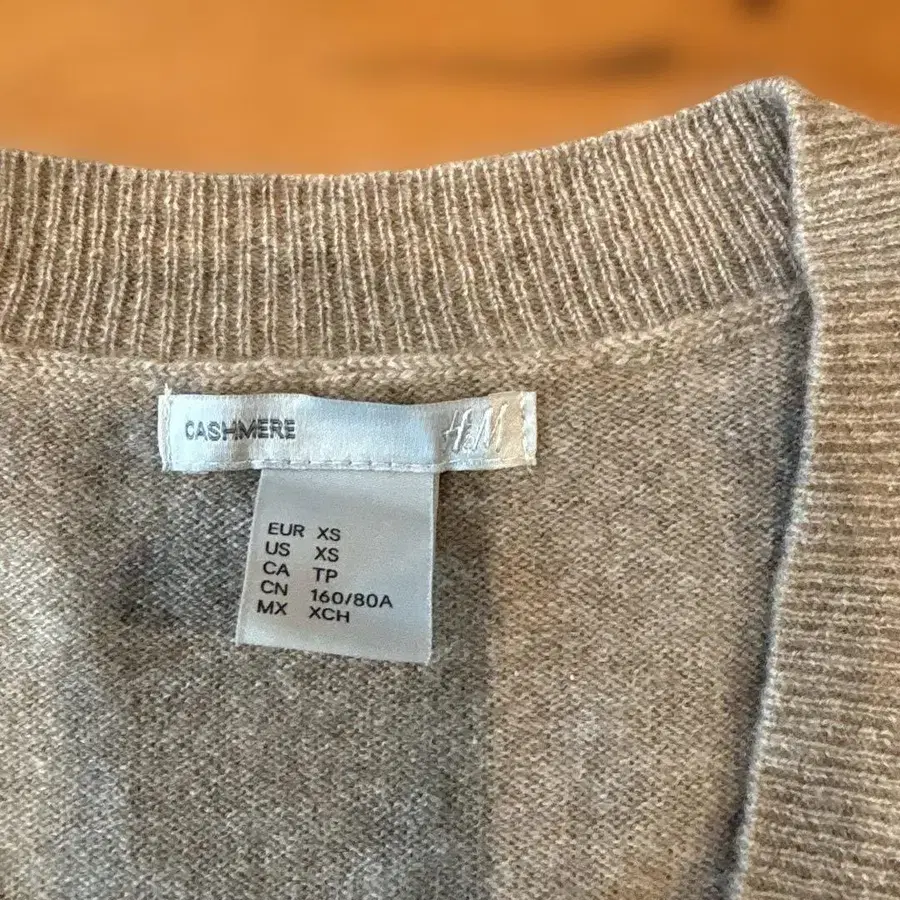 CASHMERE H&M
EUR XS
US XS
CA TP
CN 160/80A
MX XCH